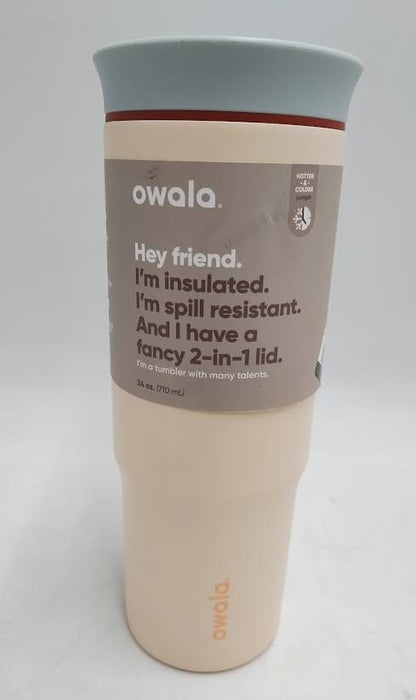 owala.
HOTTER
-&-
COLDER
Longer
Hey friend.
I'm insulated.
I'm spill resistant.
And I have a
fancy 2-in-1 lid.
I'm a tumbler with many talents.
24 oz. (710 mL)
owala